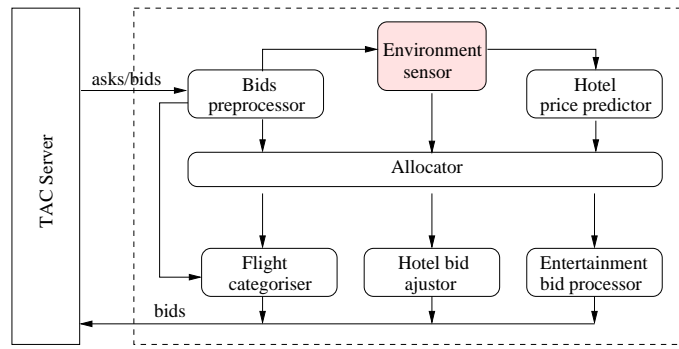 TAC Server
asks/bids
Bids
preprocessor
Environment
sensor
Hotel
price predictor
Allocator
Flight
categoriser
Hotel bid
ajustor
Entertainment
bid processor
bids